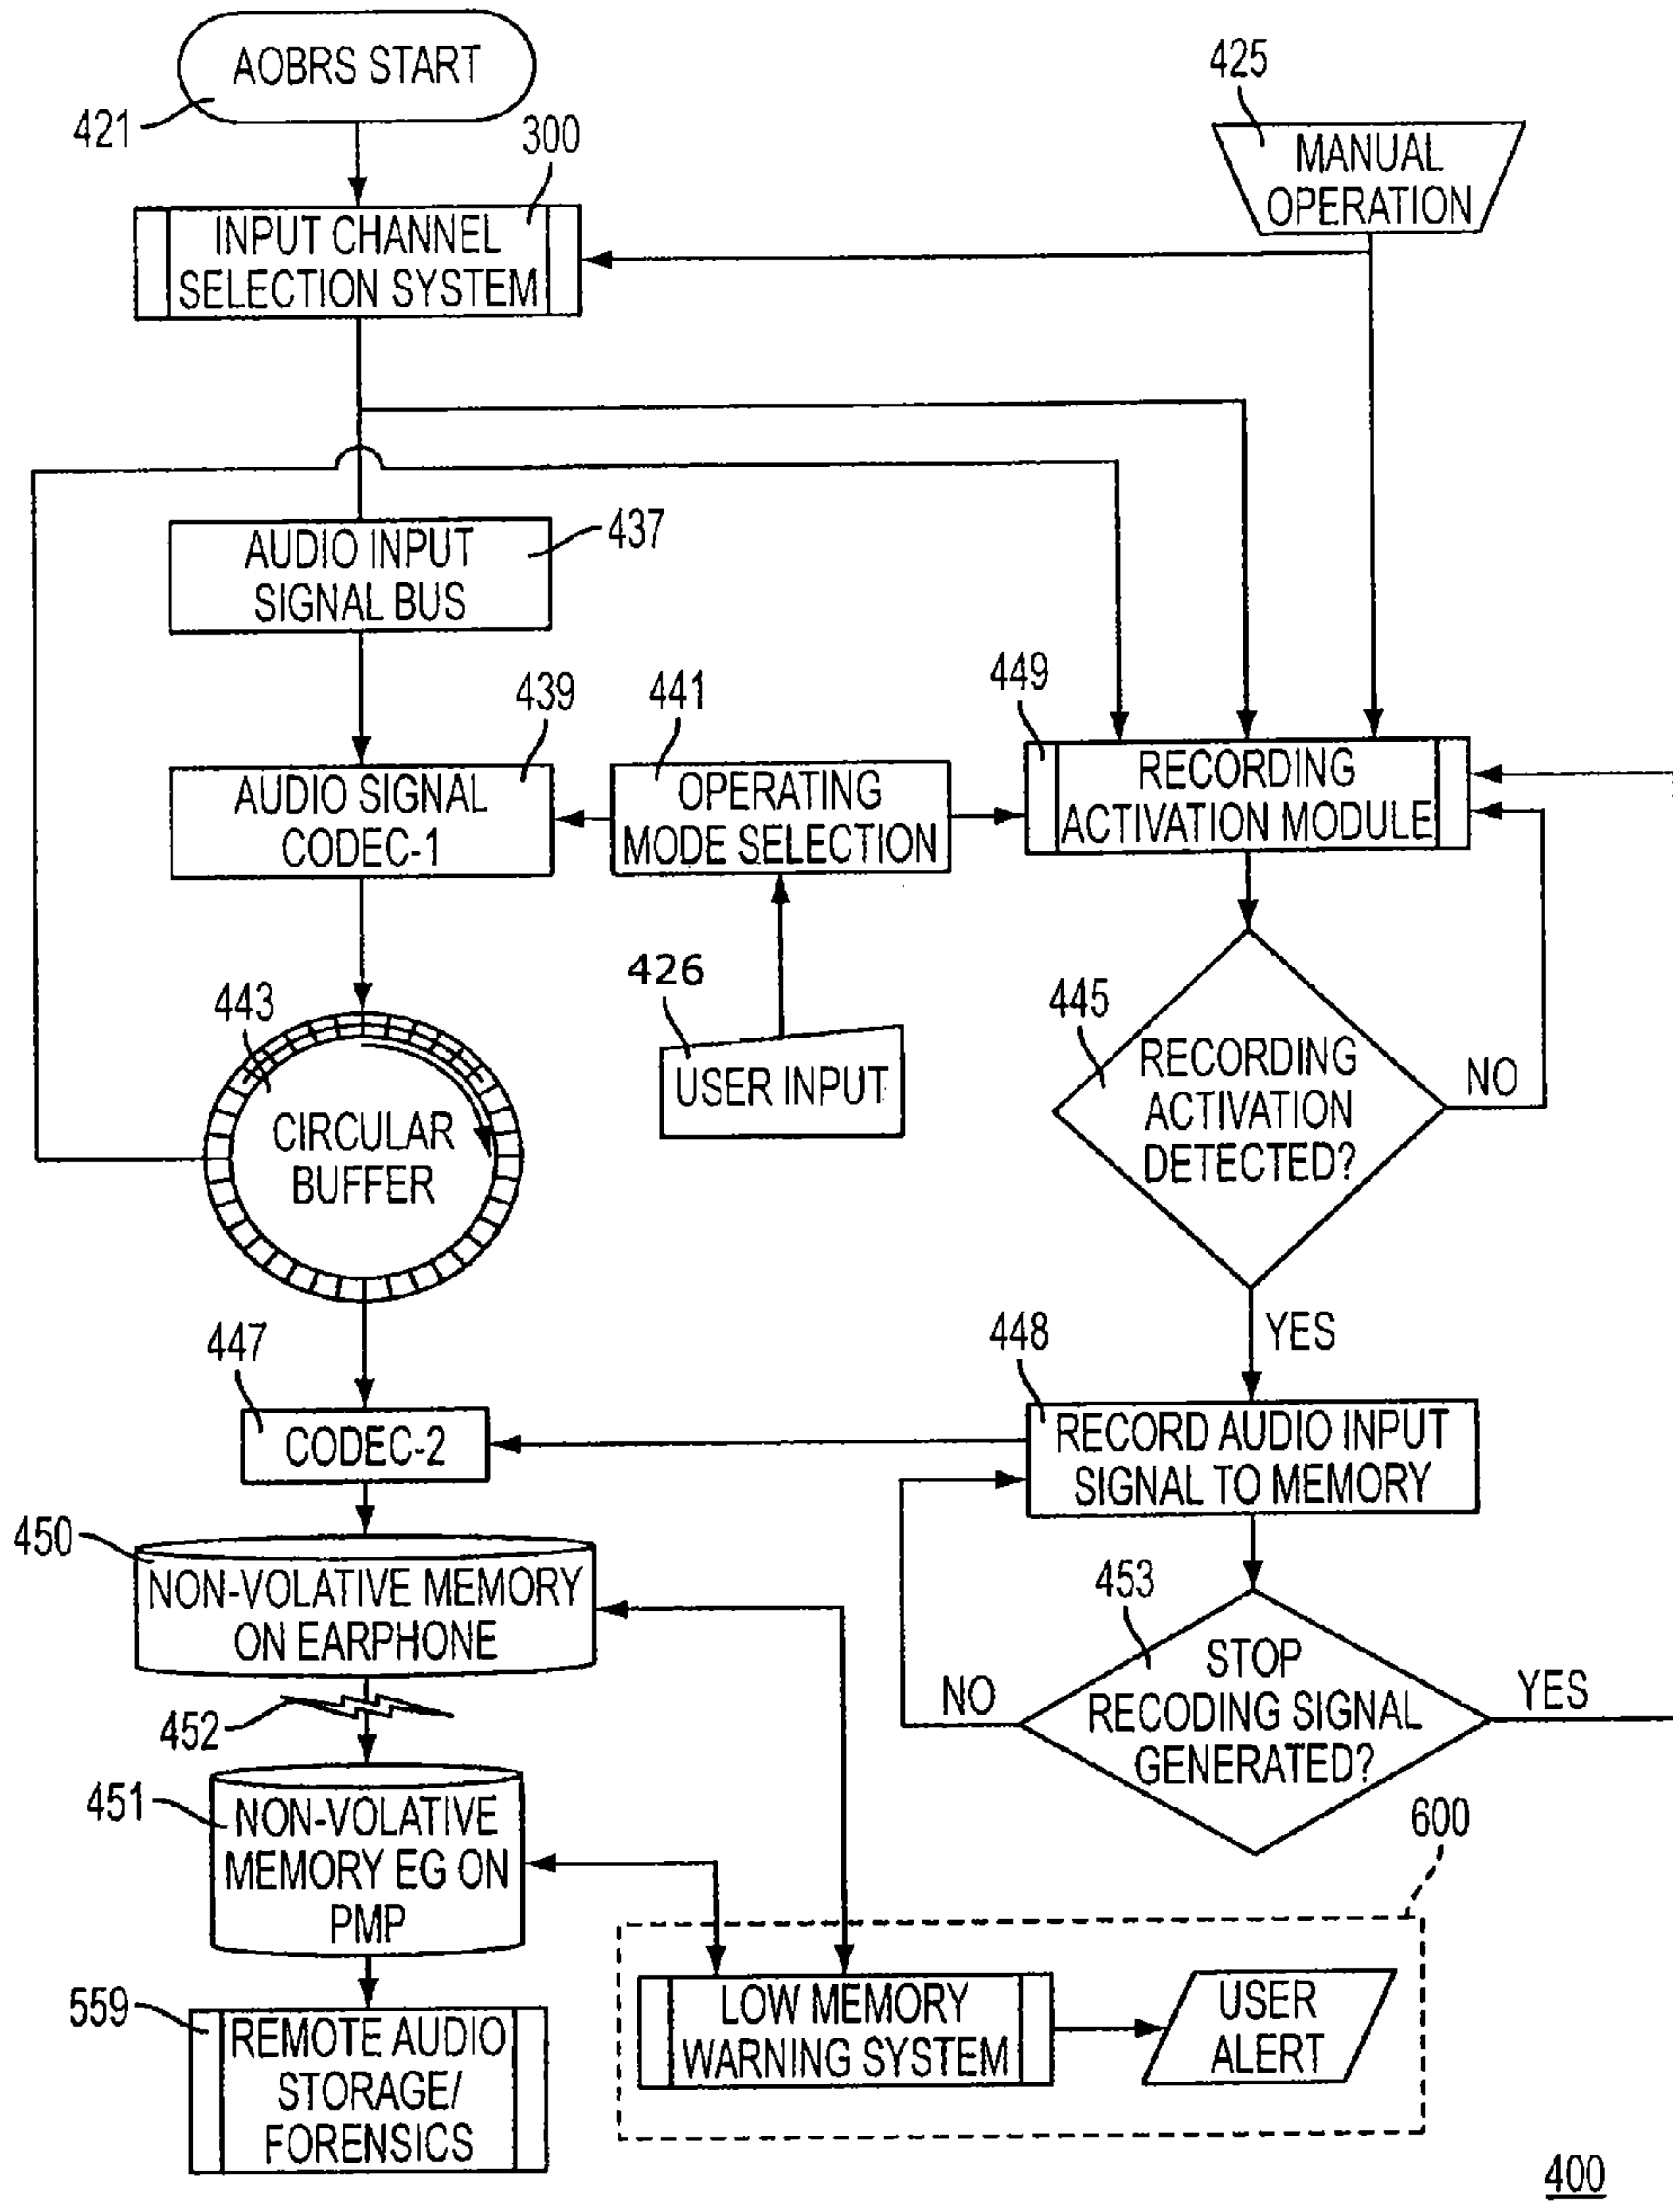 AOBRS START
421
425
MANUAL
OPERATION
300
INPUT CHANNEL
SELECTION SYSTEM
AUDIO INPUT
SIGNAL BUS
437
439
AUDIO SIGNAL
CODEC-1
441
OPERATING
MODE SELECTION
449
RECORDING
ACTIVATION MODULE
426
USER INPUT
443
CIRCULAR
BUFFER
445
RECORDING
ACTIVATION
DETECTED?
NO
YES
447
CODEC-2
448
RECORD AUDIO INPUT
SIGNAL TO MEMORY
450
NON-VOLATIVE MEMORY
ON EARPHONE
453
STOP
RECODING SIGNAL
GENERATED?
NO
YES
452
451
NON-VOLATIVE
MEMORY EG ON
PMP
600
LOW MEMORY
WARNING SYSTEM
USER
ALERT
559
REMOTE AUDIO
STORAGE/
FORENSICS
400